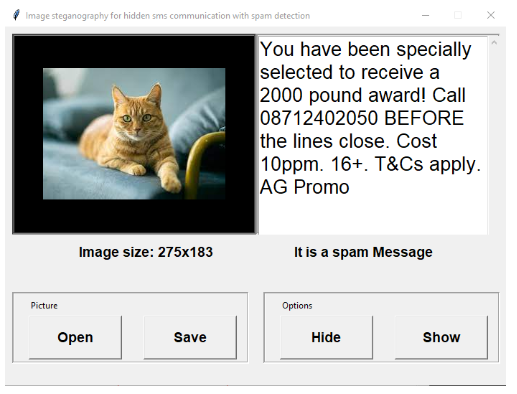 Image steganography for hidden sms communication with spam detection
You have been specially
selected to receive a
2000 pound award! Call
08712402050 BEFORE
the lines close. Cost
10ppm. 16+. T&Cs apply.
AG Promo
Image size: 275x183
It is a spam Message
Picture
Open
Save
Options
Hide
Show